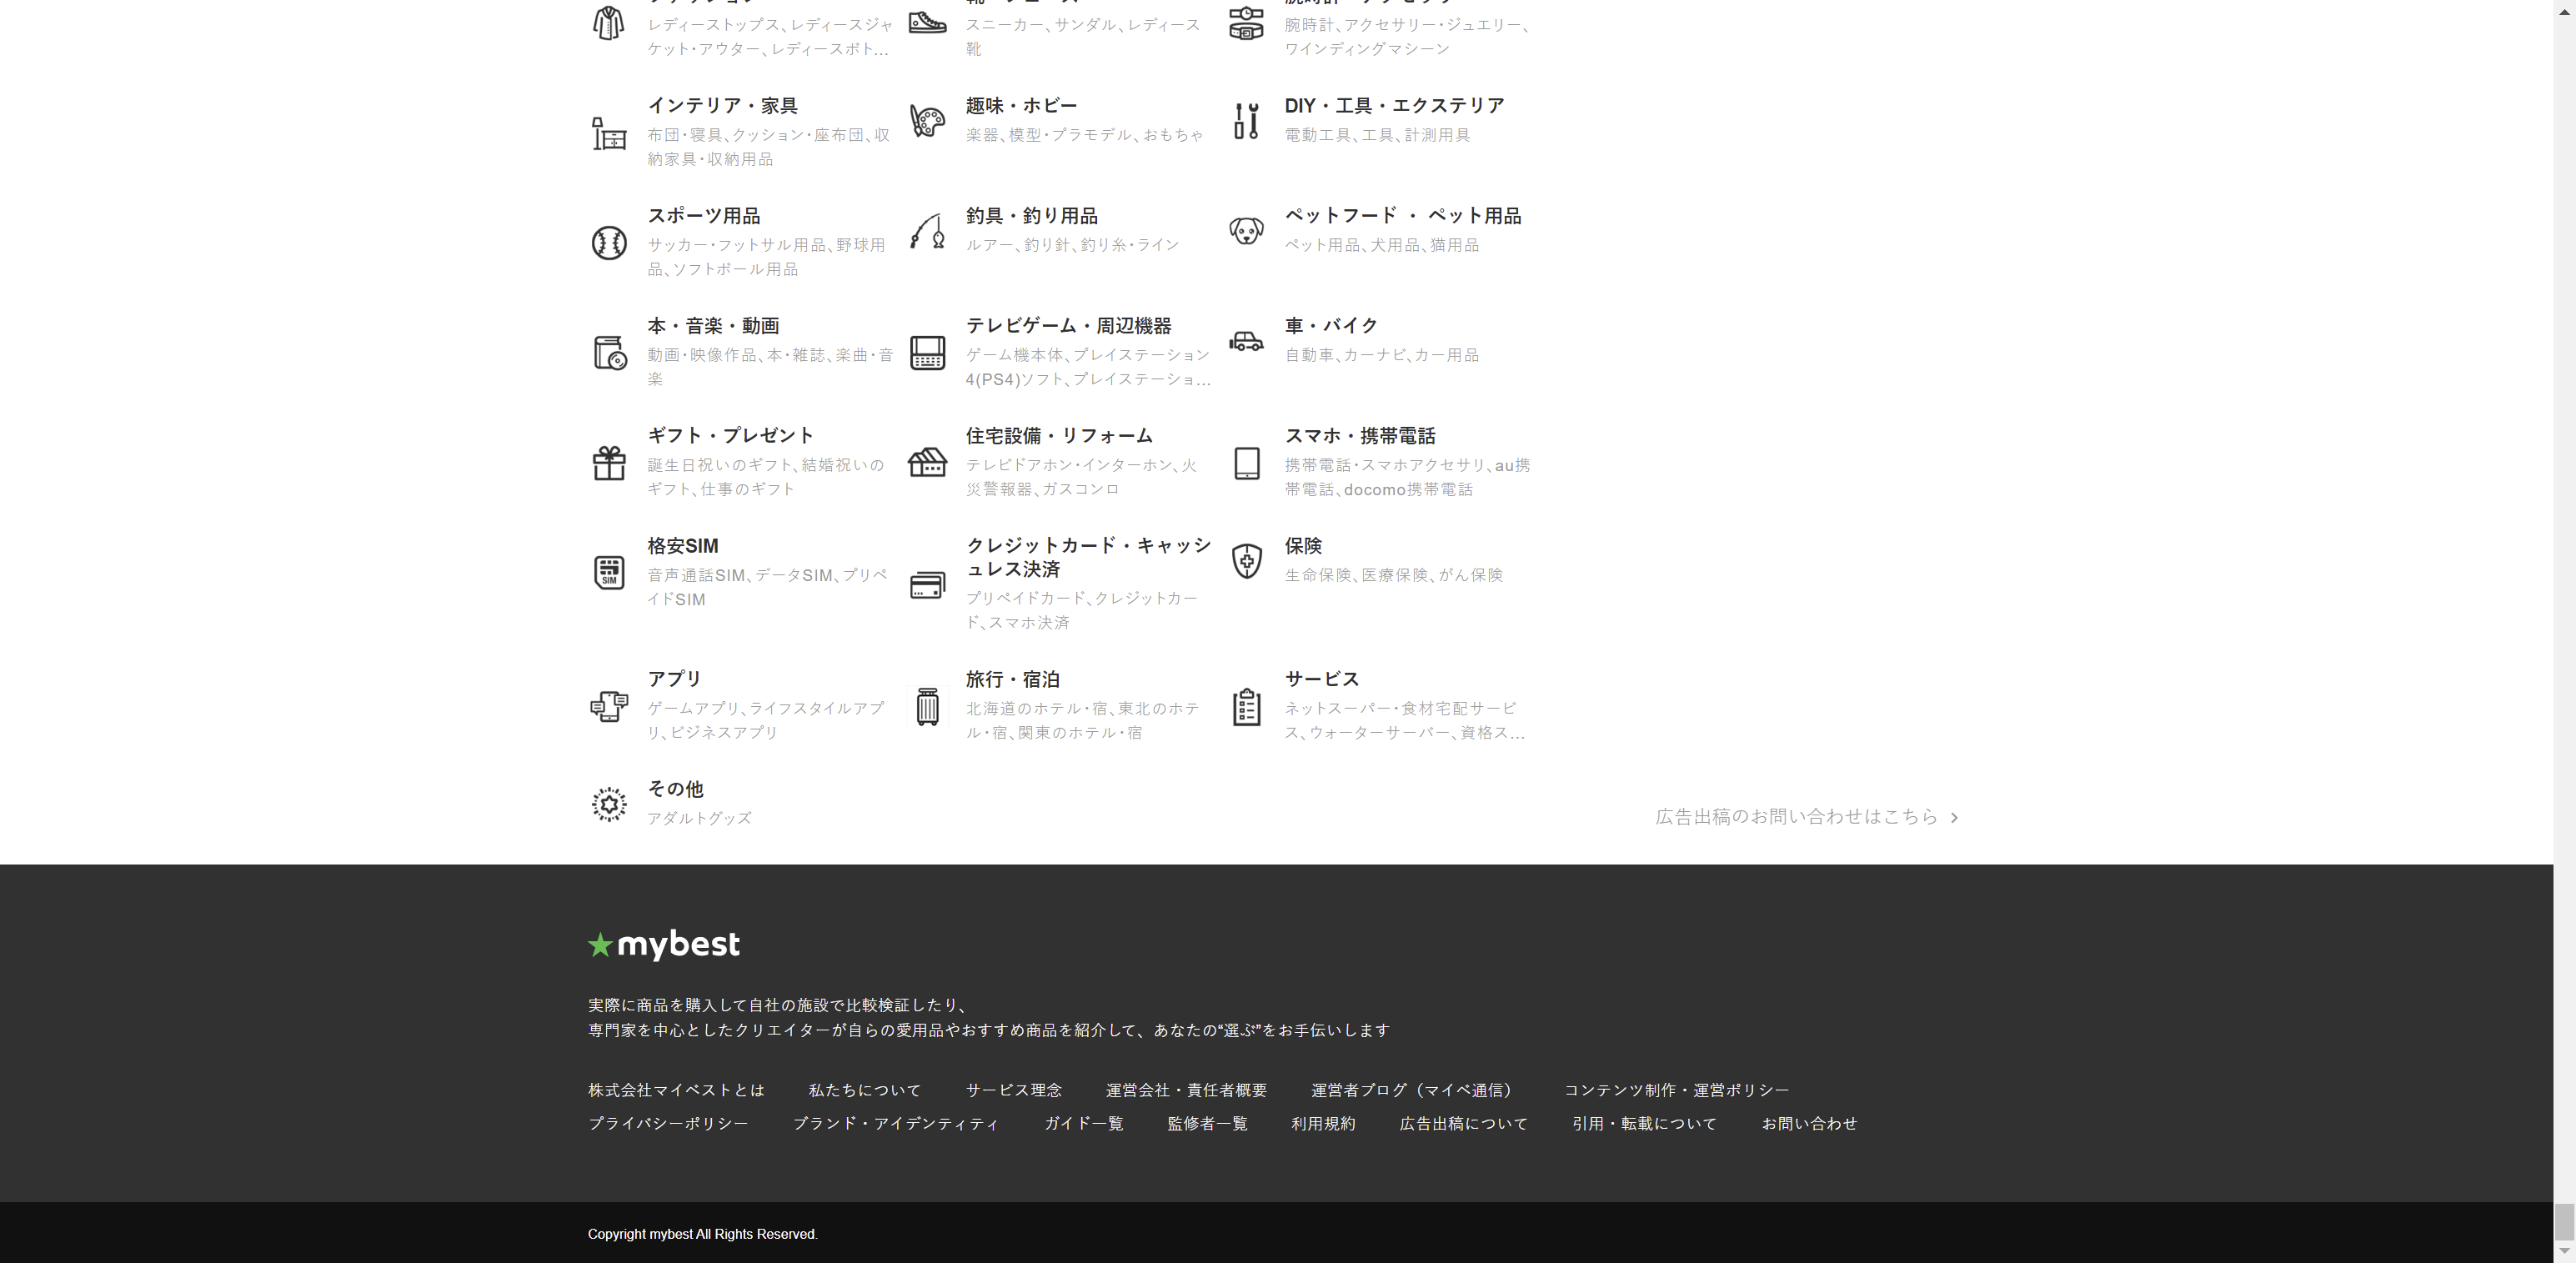 レディーストップス、レディースジャ
ケット・アウター、レディースボト...
スニーカー、サンダル、レディース
靴
腕時計、アクセサリー・ジュエリー、
ワインディングマシーン
インテリア・家具
布団・寝具、クッション・座布団、収
納家具・収納用品
趣味・ホビー
楽器、模型・プラモデル、おもちゃ
DIY・工具・エクステリア
電動工具、工具、計測用具
スポーツ用品
サッカー・フットサル用品、野球用
品、ソフトボール用品
釣具・釣り用品
ルアー、釣り針、釣り糸・ライン
ペットフード ・ ペット用品
ペット用品、犬用品、猫用品
本・音楽・動画
動画・映像作品、本・雑誌、楽曲・音
楽
テレビゲーム・周辺機器
ゲーム機本体、プレイステーション
4(PS4)ソフト、プレイステーショ...
車・バイク
自動車、カーナビ、カー用品
ギフト・プレゼント
誕生日祝いのギフト、結婚祝いの
ギフト、仕事のギフト
住宅設備・リフォーム
テレビドアホン・インターホン、火
災警報器、ガスコンロ
スマホ・携帯電話
携帯電話・スマホアクセサリ、au携
帯電話、docomo携帯電話
SIM
格安SIM
音声通話SIM、データSIM、プリペ
イドSIM
クレジットカード・キャッシ
ュレス決済
プリペイドカード、クレジットカー
ド、スマホ決済
保険
生命保険、医療保険、がん保険
アプリ
ゲームアプリ、ライフスタイルアプ
リ、ビジネスアプリ
旅行・宿泊
北海道のホテル・宿、東北のホテ
ル・宿、関東のホテル・宿
サービス
ネットスーパー・食材宅配サービ
ス、ウォーターサーバー、資格ス...
その他
アダルトグッズ
広告出稿のお問い合わせはこちら
mybest
実際に商品を購入して自社の施設で比較検証したり、
専門家を中心としたクリエイターが自らの愛用品やおすすめ商品を紹介して、あなたの“選ぶ”をお手伝いします
株式会社マイベストとは 私たちについて サービス理念 運営会社・責任者概要 運営者ブログ（マイベ通信） コンテンツ制作・運営ポリシー
プライバシーポリシー ブランド・アイデンティティ ガイド一覧 監修者一覧 利用規約 広告出稿について 引用・転載について お問い合わせ
Copyright mybest All Rights Reserved.